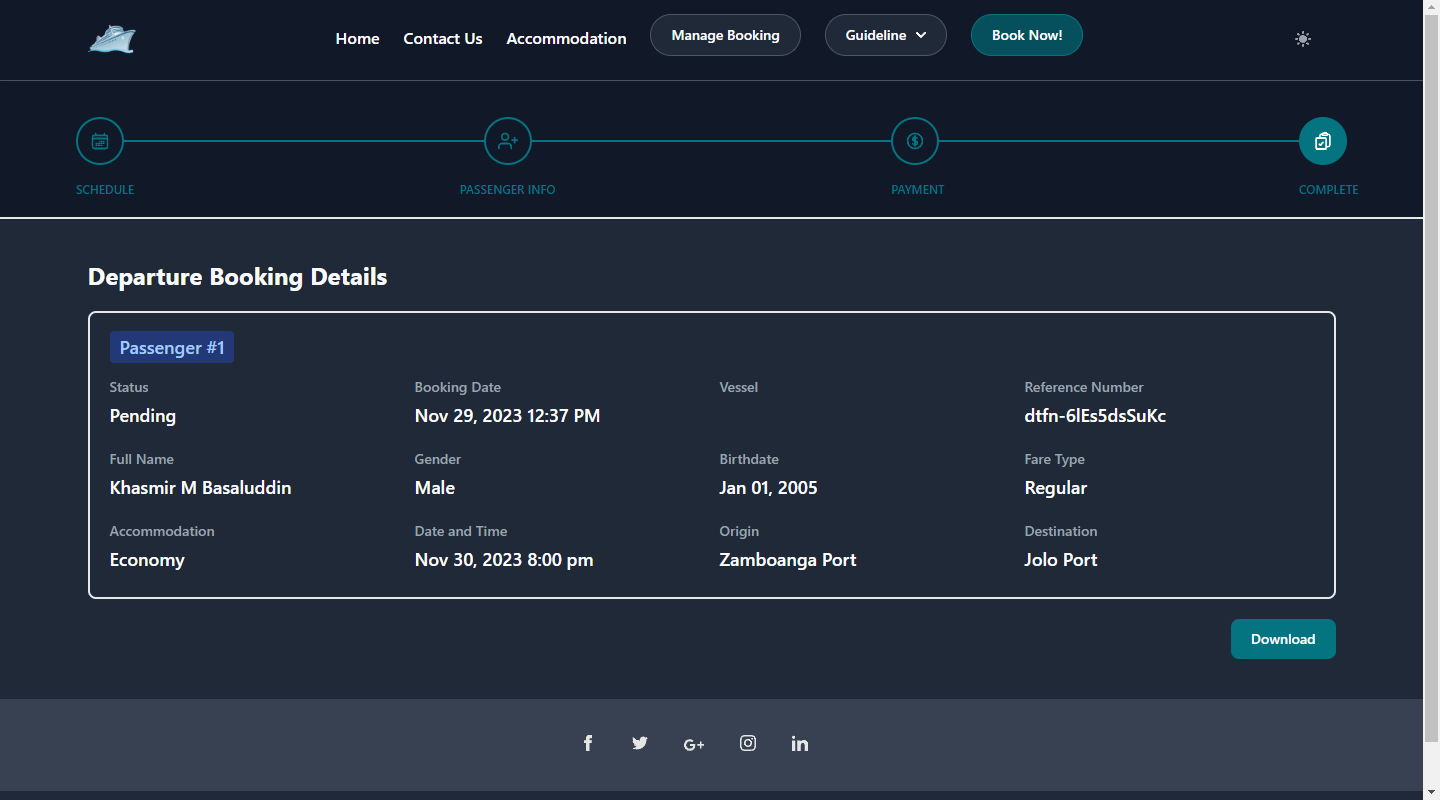 Home Contact Us Accommodation Manage Booking Guideline Book Now!
SCHEDULE PASSENGER INFO PAYMENT COMPLETE
Departure Booking Details
Passenger #1
Status Booking Date Vessel Reference Number
Pending Nov 29, 2023 12:37 PM dtfn-6lEs5dsSuKc
Full Name Gender Birthdate Fare Type
Khasmir M Basaluddin Male Jan 01, 2005 Regular
Accommodation Date and Time Origin Destination
Economy Nov 30, 2023 8:00 pm Zamboanga Port Jolo Port
Download